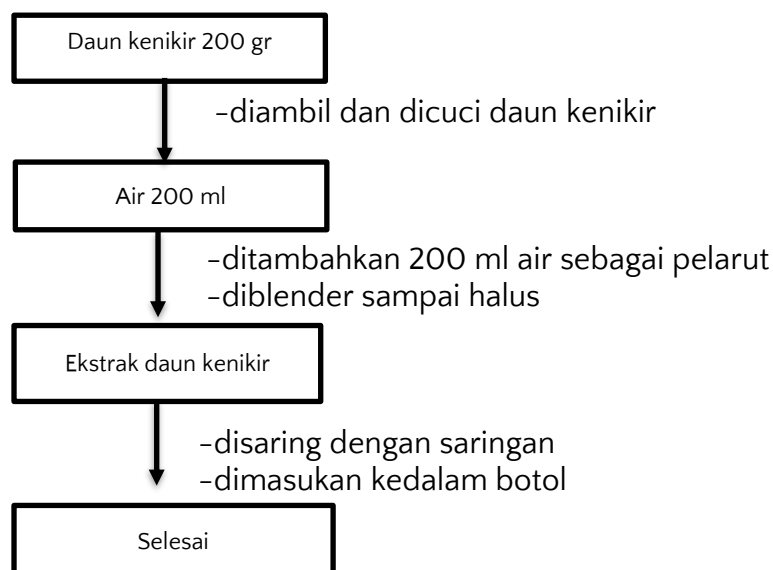 Daun kenikir 200 gr
-diambil dan dicuci daun kenikir
Air 200 ml
-ditambahkan 200 ml air sebagai pelarut
-diblender sampai halus
Ekstrak daun kenikir
-disaring dengan saringan
-dimasukan kedalam botol
Selesai